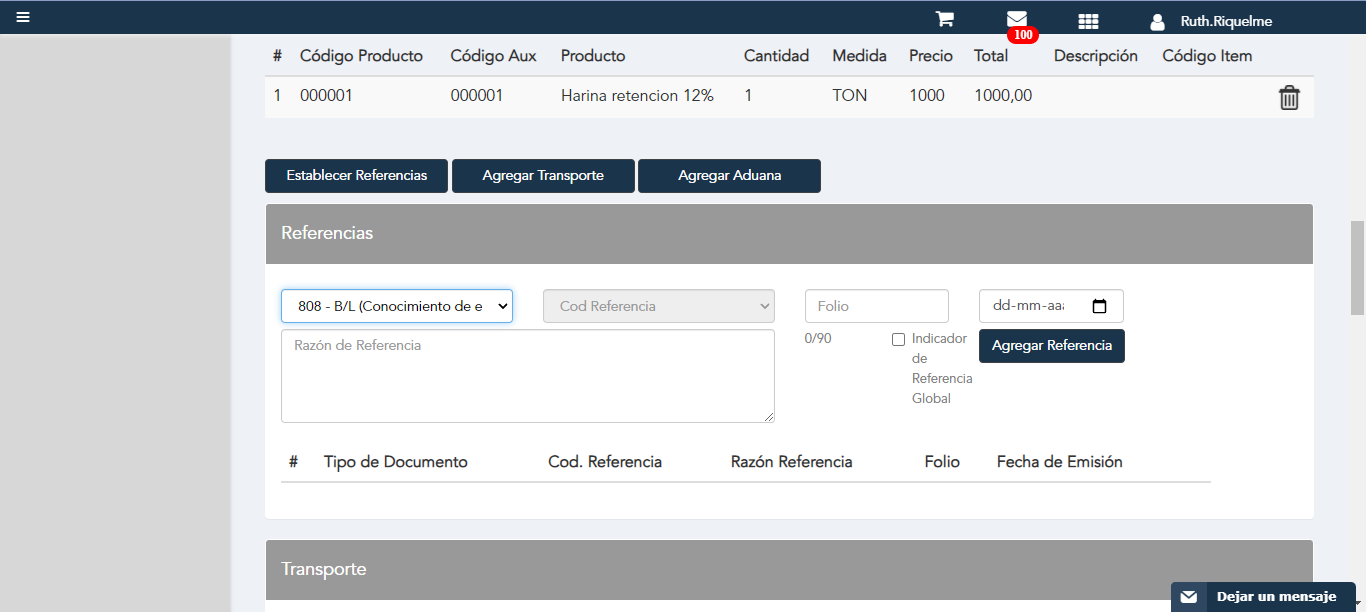 100
Ruth.Riquelme
# Código Producto Código Aux Producto Cantidad Medida Precio Total Descripción Código Item
1 000001 000001 Harina retencion 12% 1 TON 1000 1000,00
Establecer Referencias Agregar Transporte Agregar Aduana
Referencias
808 - B/L (Conocimiento de e Cod Referencia Folio dd-mm-aa
Razón de Referencia
0/90
Indicador
de
Referencia
Global
Agregar Referencia
# Tipo de Documento Cod. Referencia Razón Referencia Folio Fecha de Emisión
Transporte
Dejar un mensaje